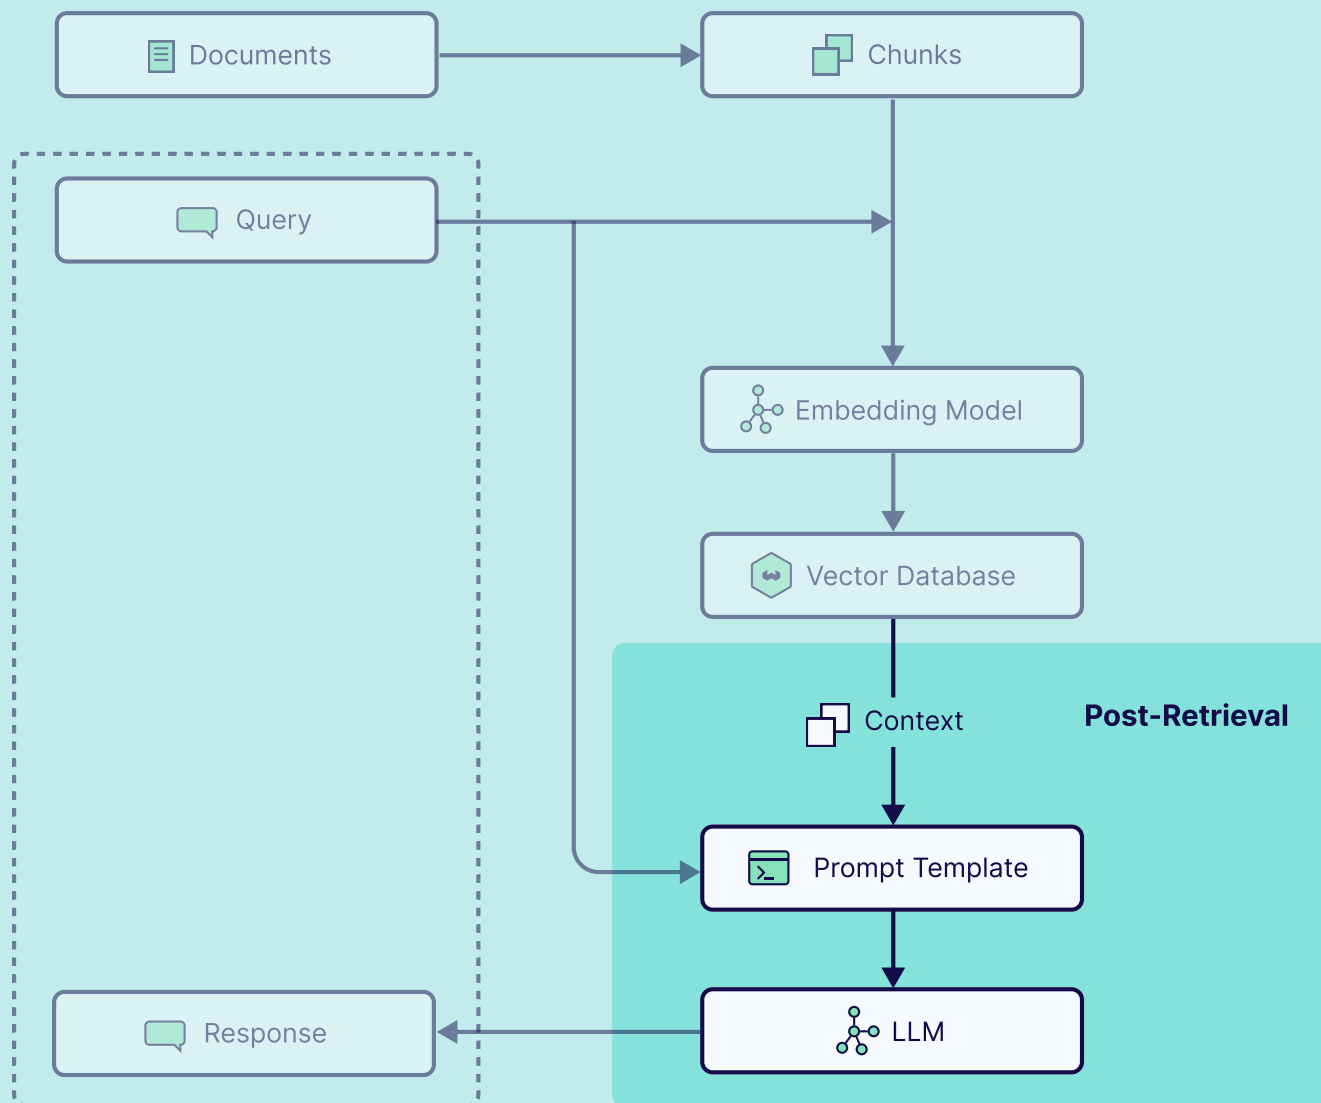 Documents
Chunks
Query
Embedding Model
Vector Database
Context
Post-Retrieval
Prompt Template
Response
LLM